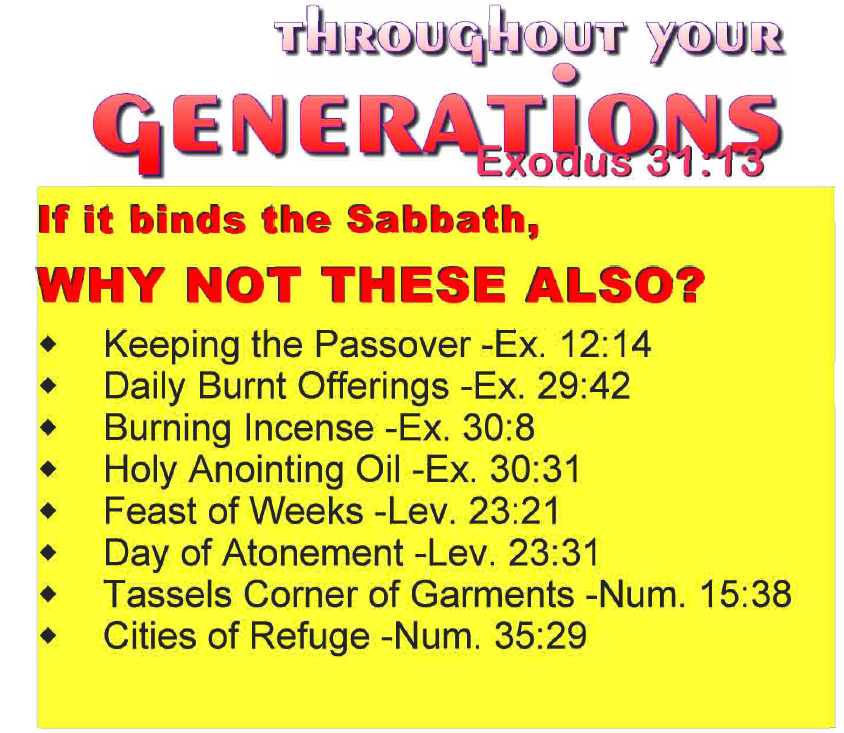 THROUGHOUT YOUR
GENERATIONS
Exodus 31:13
If it binds the Sabbath,
WHY NOT THESE ALSO?
◆ Keeping the Passover -Ex. 12:14
◆ Daily Burnt Offerings -Ex. 29:42
◆ Burning Incense -Ex. 30:8
◆ Holy Anointing Oil -Ex. 30:31
◆ Feast of Weeks -Lev. 23:21
◆ Day of Atonement -Lev. 23:31
◆ Tassels Corner of Garments -Num. 15:38
◆ Cities of Refuge -Num. 35:29